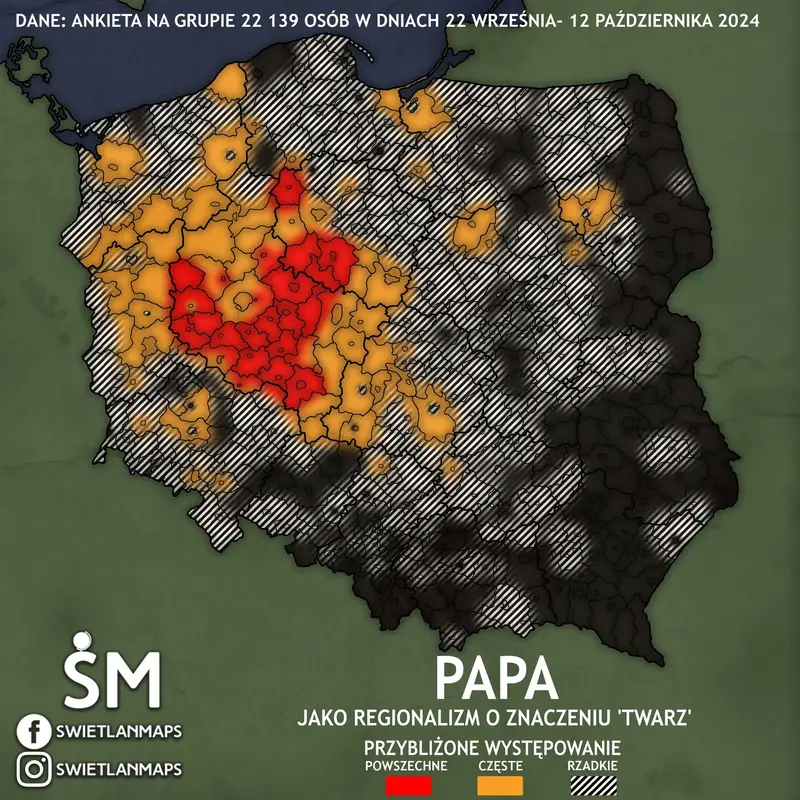 DANE: ANKIETA NA GRUPIE 22 139 OSÓB W DNIACH 22 WRZEŚNIA- 12 PAŹDZIERNIKA 2024
ŚM
SWIETLANMAPS
SWIETLANMAPS
PAPA
JAKO REGIONALIZM O ZNACZENIU 'TWARZ'
PRZYBLIŻONE WYSTĘPOWANIE
POWSZECHNE CZĘSTE RZADKIE